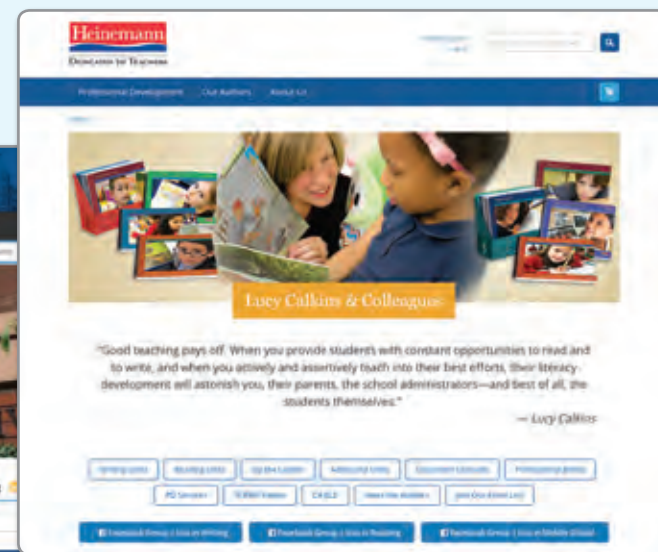 Heinemann
DEDICATED TO TEACHERS
Professional Development Our Authors About Us
Lucy Calkins & Colleagues
"Good teaching pays off. When you provide students with constant opportunities to read and
to write, and when you actively and assertively teach into their best efforts, their literacy
development will astonish you, their parents, the school administrators—and best of all, the
students themselves."
— Lucy Calkins
Writing Units Reading Units Up the Ladder Additional Units Classroom Libraries Professional Books
PD Services TCRWP Videos Join Our Email List
Facebook Group | Units in Writing Facebook Group | Units in Reading Facebook Group | Units in Middle School